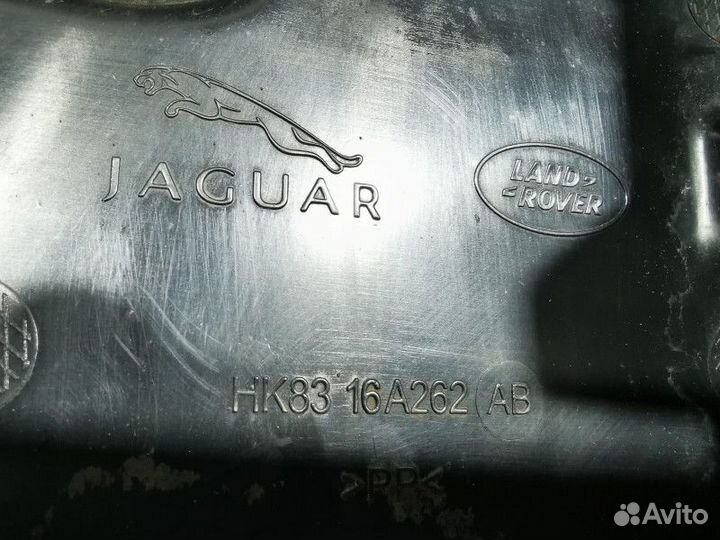 JAGUAR
LAND
ROVER
HK83 16A262 AB
>PP<
Avito